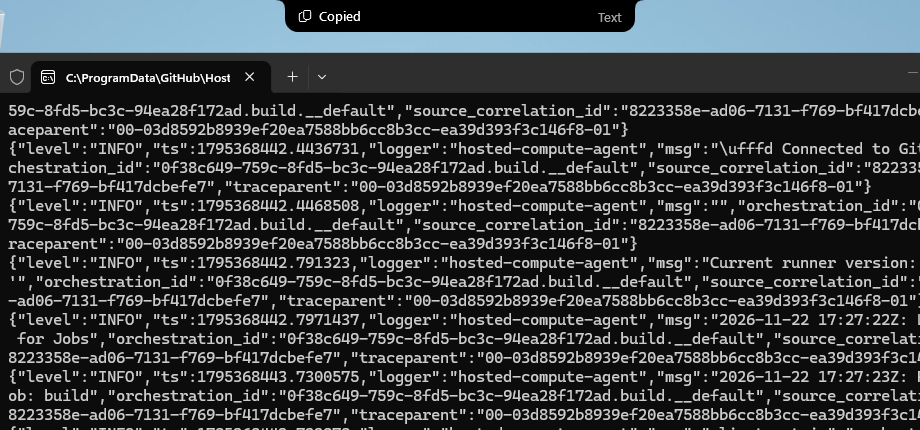 Copied Text
C:\ProgramData\GitHub\Host
59c-8fd5-bc3c-94ea28f172ad.build.__default","source_correlation_id":"8223358e-ad06-7131-f769-bf417dcbe
aceparent":"00-03d8592b8939ef20ea7588bb6cc8b3cc-ea39d393f3c146f8-01"}
{"level":"INFO","ts":1795368442.4436731,"logger":"hosted-compute-agent","msg":"\ufffd Connected to Git
chestration_id":"0f38c649-759c-8fd5-bc3c-94ea28f172ad.build.__default","source_correlation_id":"82233
7131-f769-bf417dcbefe7","traceparent":"00-03d8592b8939ef20ea7588bb6cc8b3cc-ea39d393f3c146f8-01"}
{"level":"INFO","ts":1795368442.4468508,"logger":"hosted-compute-agent","msg":"","orchestration_id":"0
759c-8fd5-bc3c-94ea28f172ad.build.__default","source_correlation_id":"8223358e-ad06-7131-f769-bf417dcb
raceparent":"00-03d8592b8939ef20ea7588bb6cc8b3cc-ea39d393f3c146f8-01"}
{"level":"INFO","ts":1795368442.791323,"logger":"hosted-compute-agent","msg":"Current runner version:
'","orchestration_id":"0f38c649-759c-8fd5-bc3c-94ea28f172ad.build.__default","source_correlation_id":"
-ad06-7131-f769-bf417dcbefe7","traceparent":"00-03d8592b8939ef20ea7588bb6cc8b3cc-ea39d393f3c146f8-01"
{"level":"INFO","ts":1795368442.7971437,"logger":"hosted-compute-agent","msg":"2026-11-22 17:27:22Z:
for Jobs","orchestration_id":"0f38c649-759c-8fd5-bc3c-94ea28f172ad.build.__default","source_correlati
8223358e-ad06-7131-f769-bf417dcbefe7","traceparent":"00-03d8592b8939ef20ea7588bb6cc8b3cc-ea39d393f3c14
{"level":"INFO","ts":1795368443.7300575,"logger":"hosted-compute-agent","msg":"2026-11-22 17:27:23Z:
ob: build","orchestration_id":"0f38c649-759c-8fd5-bc3c-94ea28f172ad.build.__default","source_correlat
8223358e-ad06-7131-f769-bf417dcbefe7","traceparent":"00-03d8592b8939ef20ea7588bb6cc8b3cc-ea39d393f3c14